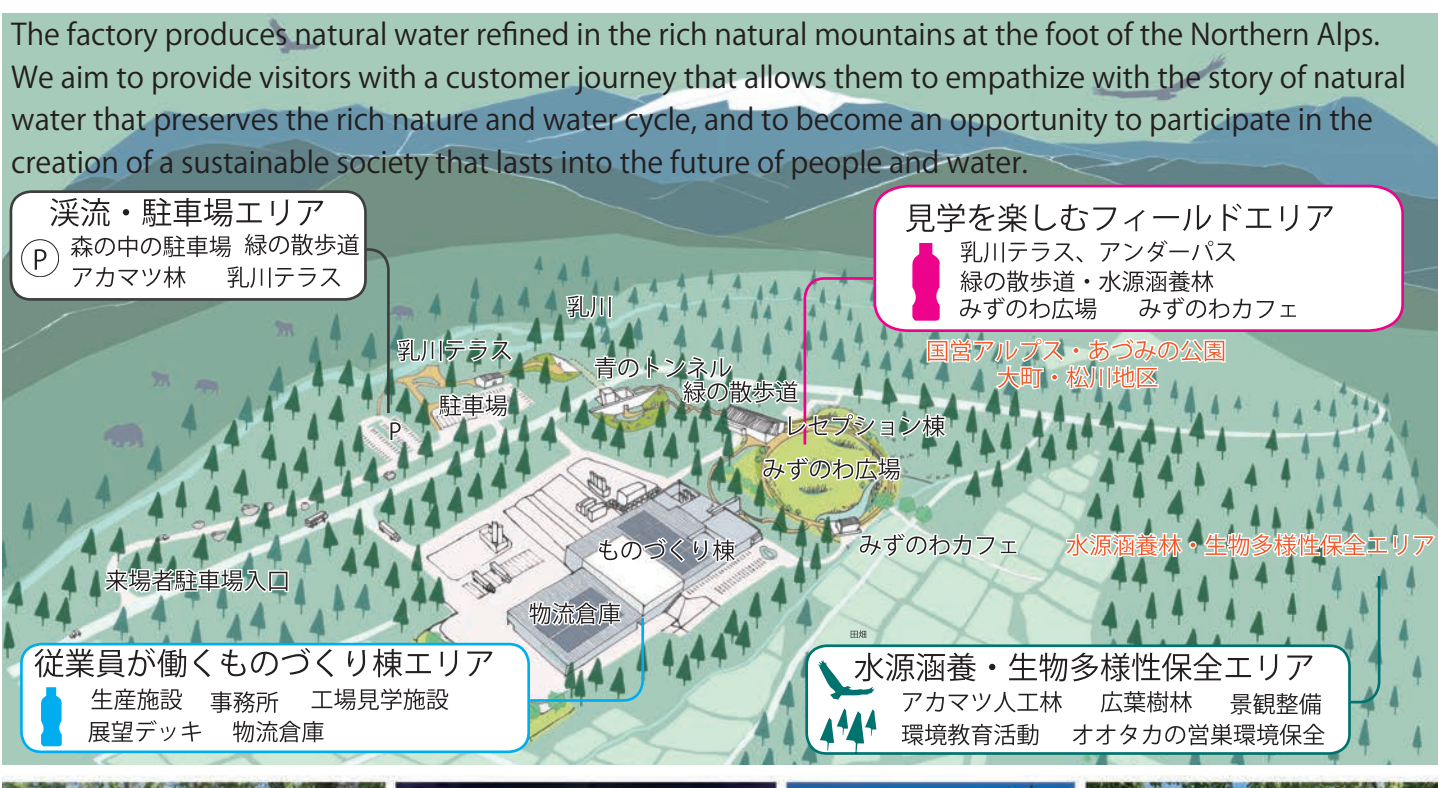 The factory produces natural water refined in the rich natural mountains at the foot of the Northern Alps.
We aim to provide visitors with a customer journey that allows them to empathize with the story of natural
water that preserves the rich nature and water cycle, and to become an opportunity to participate in the
creation of a sustainable society that lasts into the future of people and water.
渓流・駐車場エリア
P 森の中の駐車場 緑の散歩道
アカマツ林 乳川テラス
見学を楽しむフィールドエリア
乳川テラス、アンダーパス
緑の散歩道・水源涵養林
みずのわ広場 みずのわカフェ
乳川
乳川テラス
国営アルプス・あづみの公園
大町・松川地区
青のトンネル
緑の散歩道
駐車場
P
レセプション棟
みずのわ広場
ものづくり棟
みずのわカフェ
水源涵養林・生物多様性保全エリア
来場者駐車場入口
物流倉庫
田畑
従業員が働くものづくり棟エリア
生産施設 事務所 工場見学施設
展望デッキ 物流倉庫
水源涵養・生物多様性保全エリア
アカマツ人工林 広葉樹林 景観整備
環境教育活動 オオタカの営巣環境保全